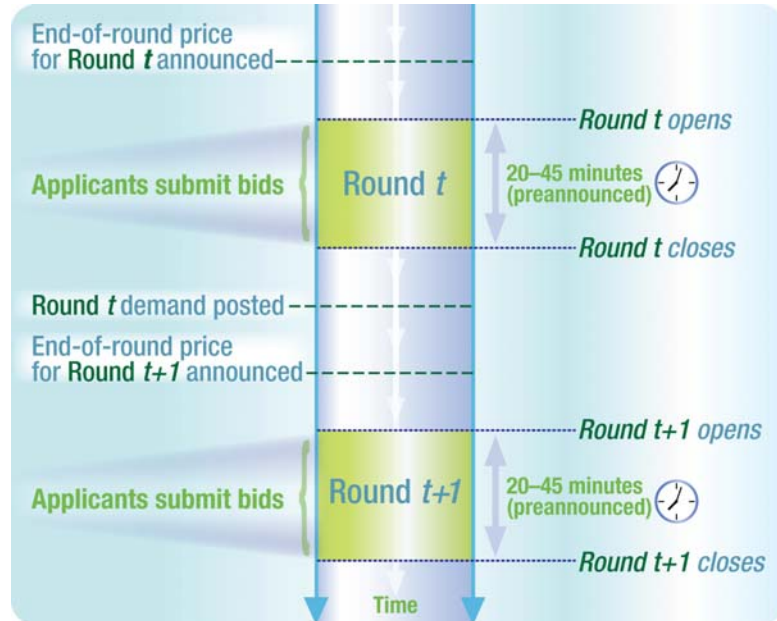 End-of-round price
for Round t announced
Round t opens
Applicants submit bids
Round t
20–45 minutes
(preannounced)
Round t closes
Round t demand posted
End-of-round price
for Round t+1 announced
Round t+1 opens
Applicants submit bids
Round t+1
20–45 minutes
(preannounced)
Round t+1 closes
Time